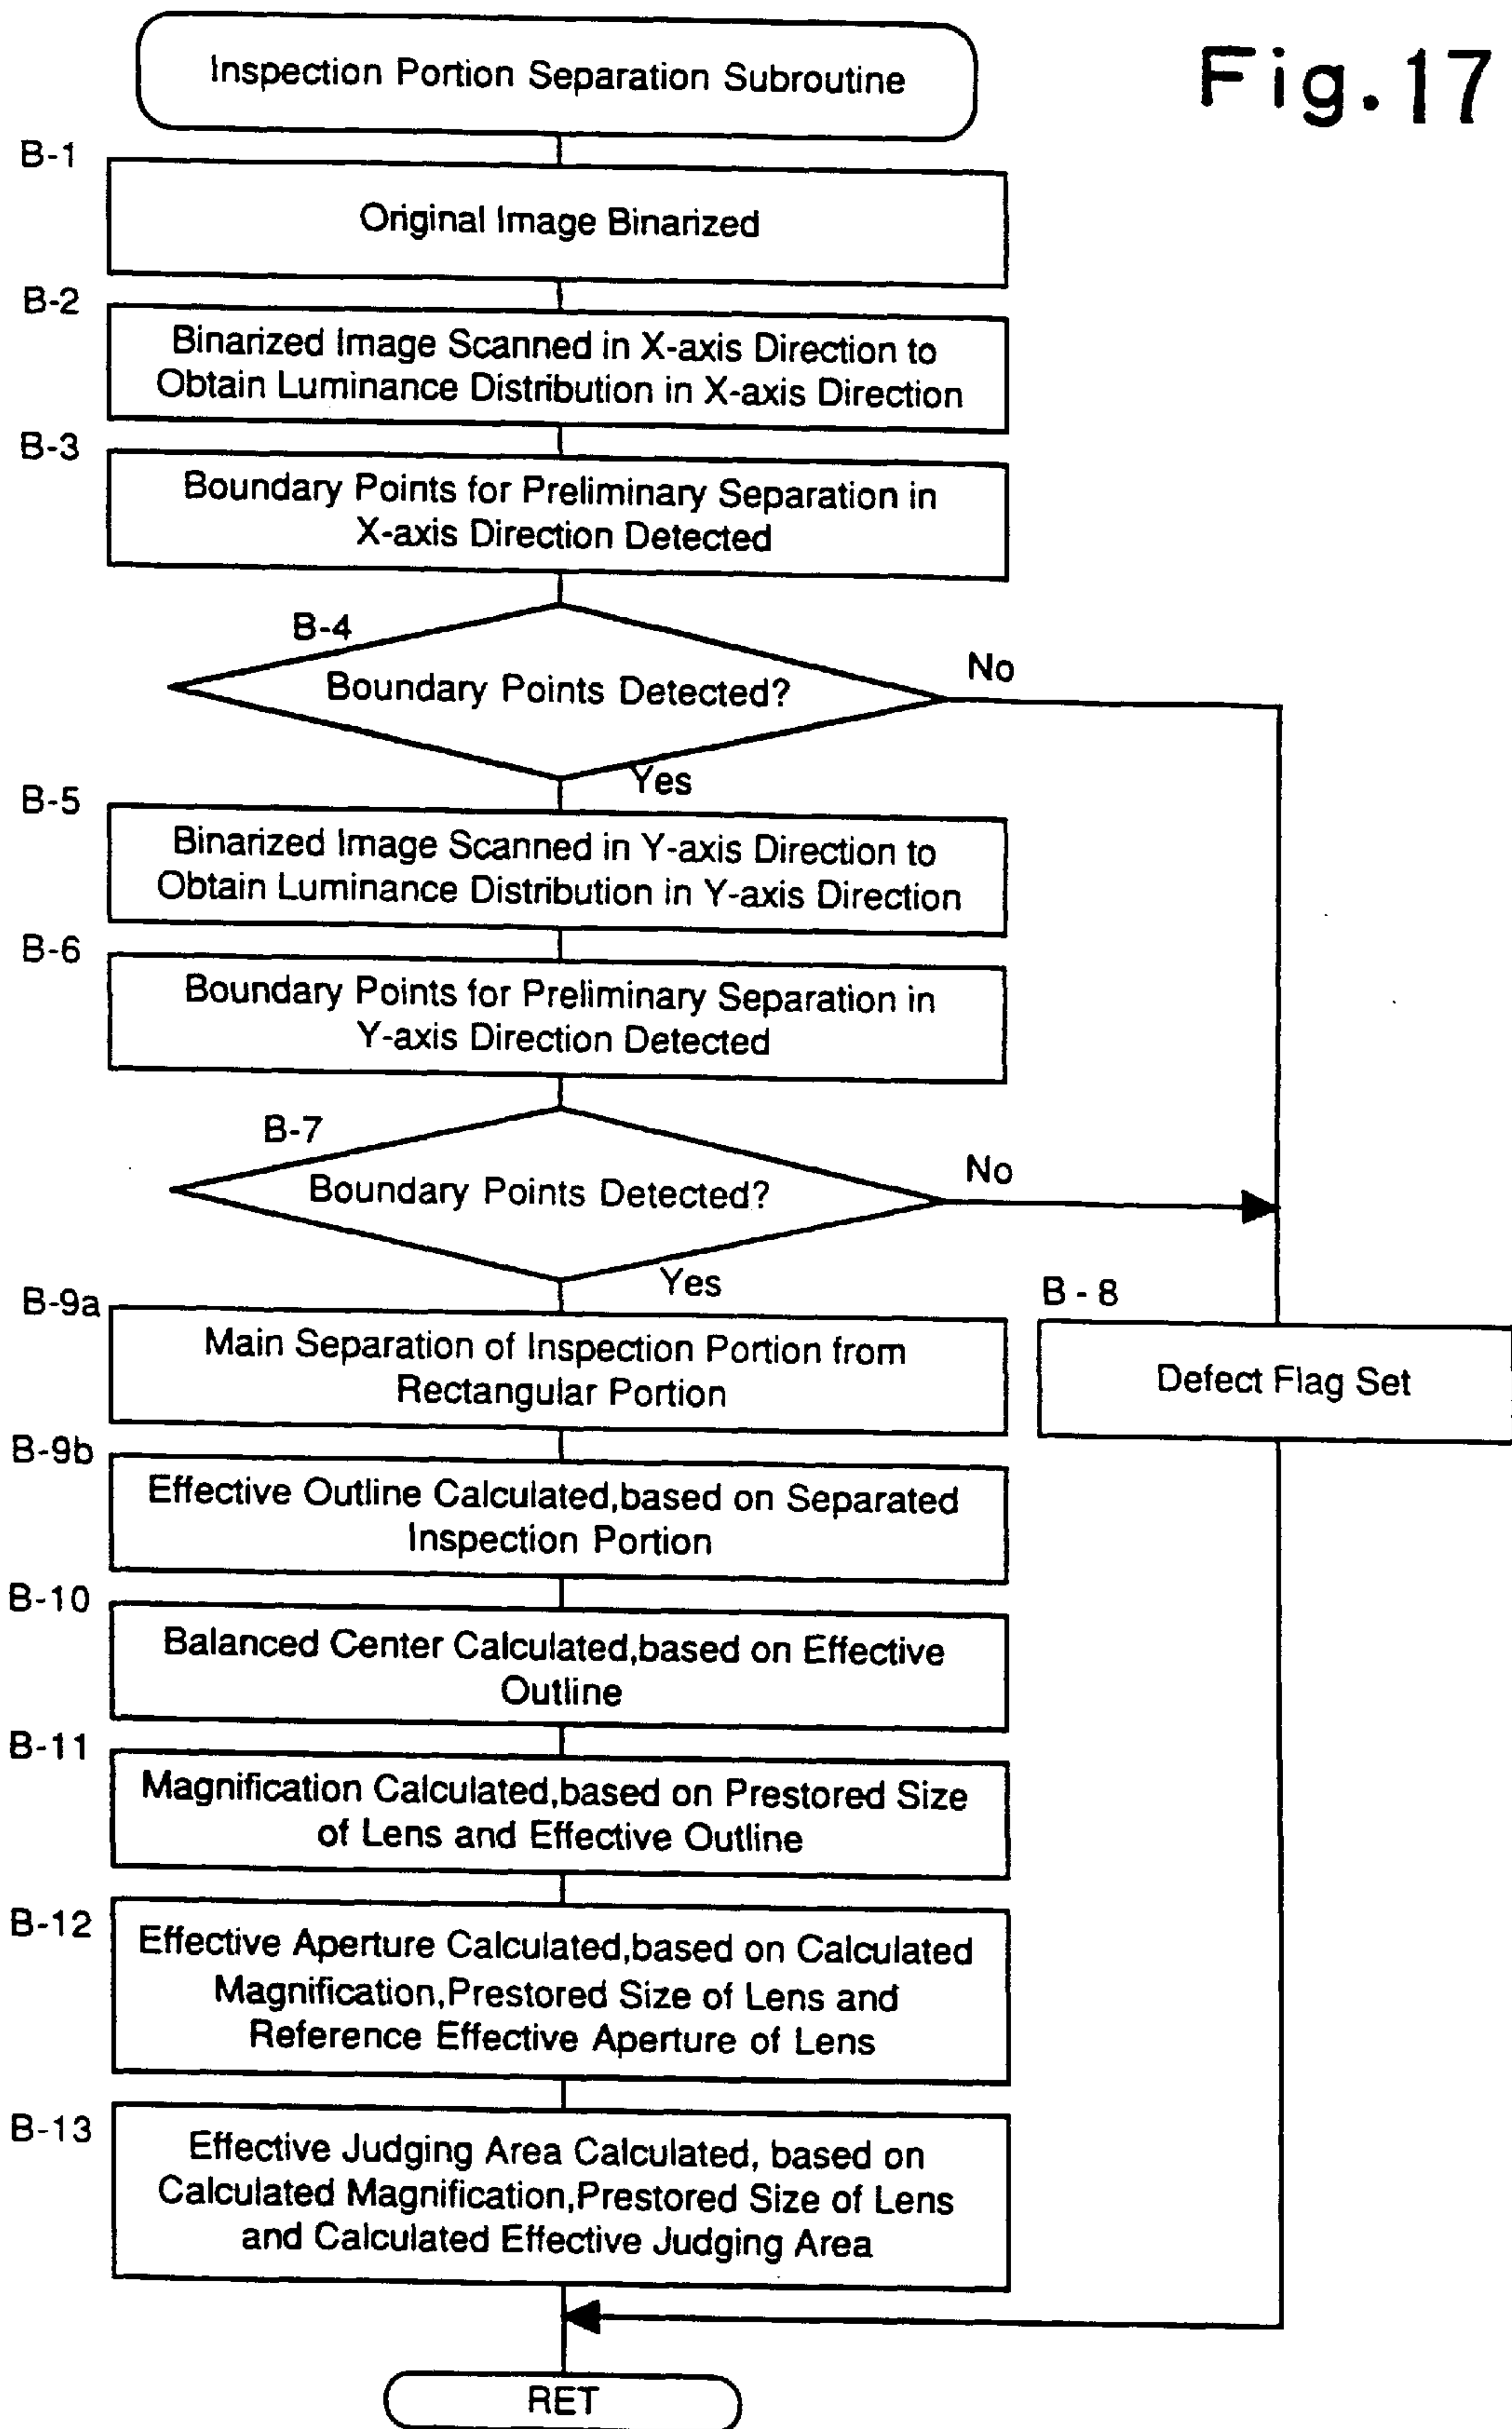 Fig.17
Inspection Portion Separation Subroutine
B-1
Original Image Binarized
B-2
Binarized Image Scanned in X-axis Direction to
Obtain Luminance Distribution in X-axis Direction
B-3
Boundary Points for Preliminary Separation in
X-axis Direction Detected
B-4
Boundary Points Detected?
No
Yes
B-5
Binarized Image Scanned in Y-axis Direction to
Obtain Luminance Distribution in Y-axis Direction
B-6
Boundary Points for Preliminary Separation in
Y-axis Direction Detected
B-7
Boundary Points Detected?
No
Yes
B-8
Defect Flag Set
B-9a
Main Separation of Inspection Portion from
Rectangular Portion
B-9b
Effective Outline Calculated,based on Separated
Inspection Portion
B-10
Balanced Center Calculated,based on Effective
Outline
B-11
Magnification Calculated,based on Prestored Size
of Lens and Effective Outline
B-12
Effective Aperture Calculated,based on Calculated
Magnification,Prestored Size of Lens and
Reference Effective Aperture of Lens
B-13
Effective Judging Area Calculated, based on
Calculated Magnification,Prestored Size of Lens
and Calculated Effective Judging Area
RET